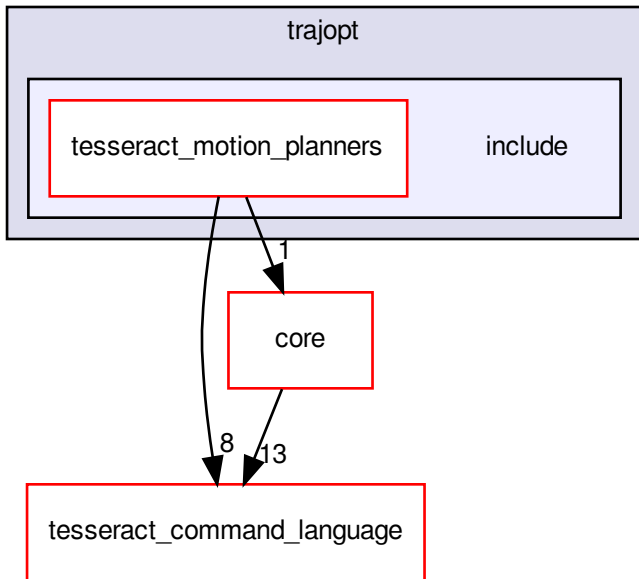 trajopt
tesseract_motion_planners
include
1
core
8
13
tesseract_command_language